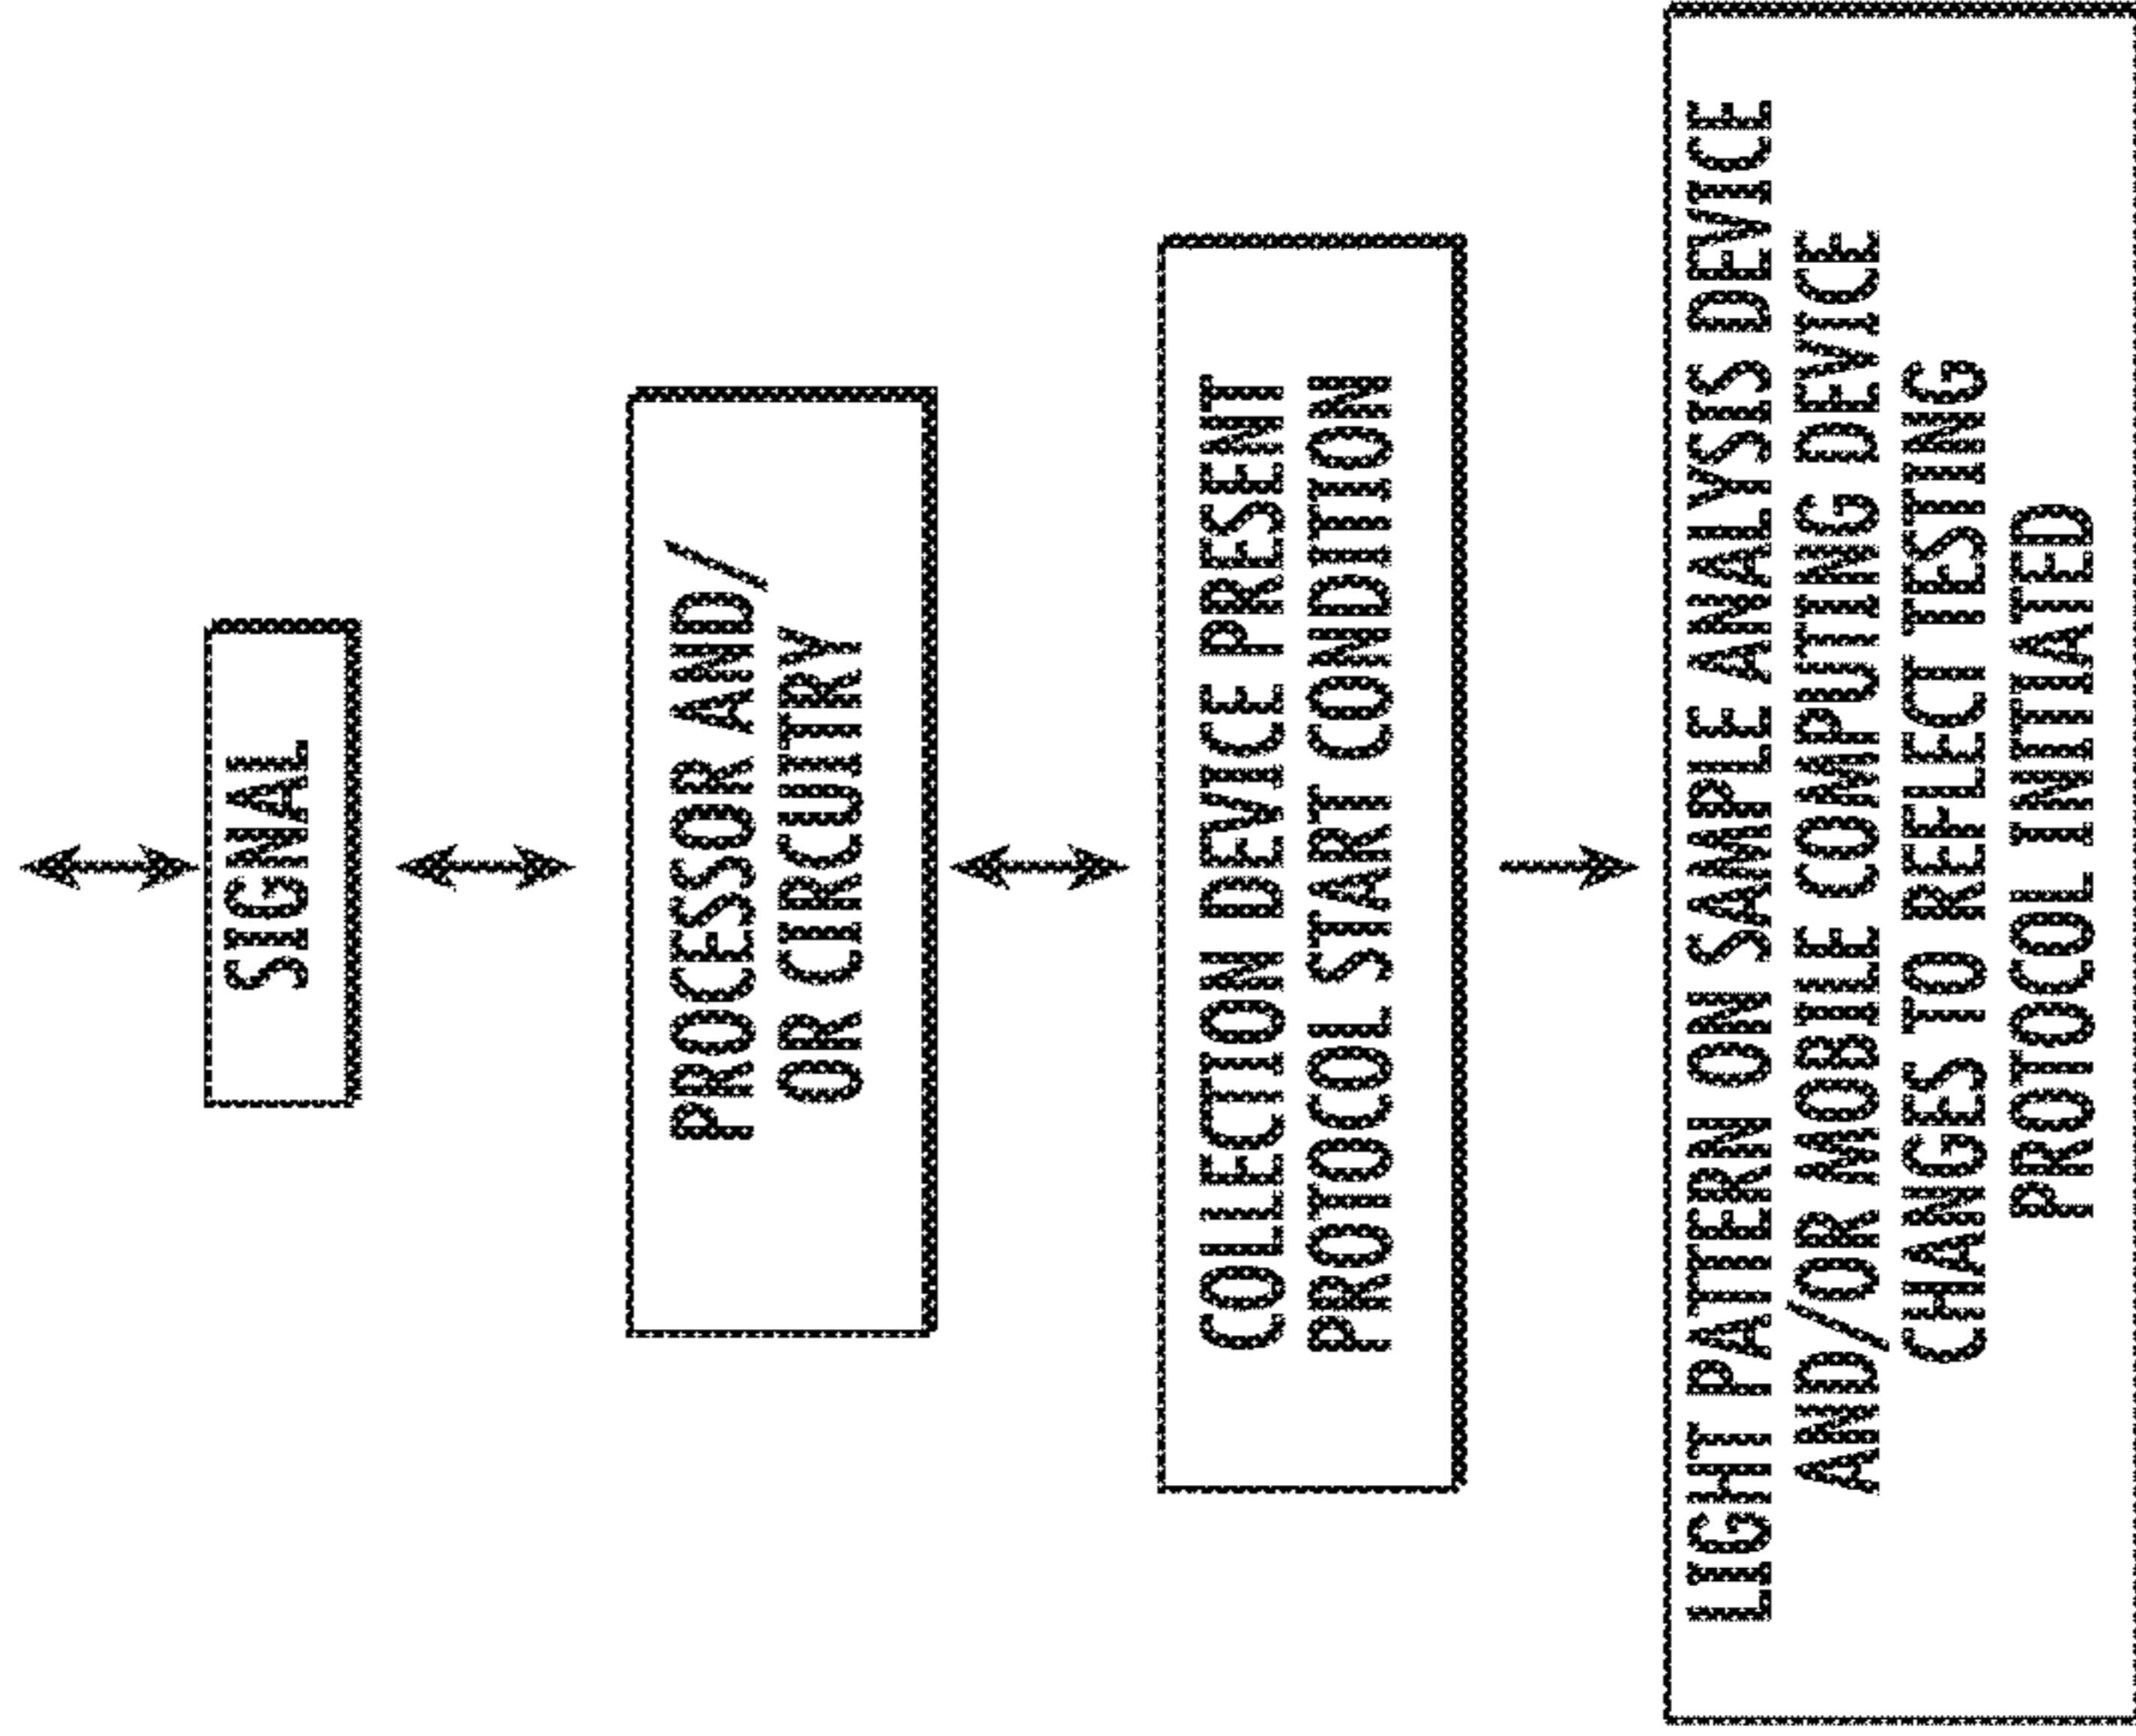 SIGNAL
PROCESSOR AND/
OR CIRCUITRY
COLLECTION DEVICE PRESENT
PROTOCOL START CONDITION
LIGHT PATTERN ON SAMPLE ANALYSIS DEVICE
AND/OR MOBILE COMPUTING DEVICE
CHANGES TO REFLECT TESTING
PROTOCOL INITIATED